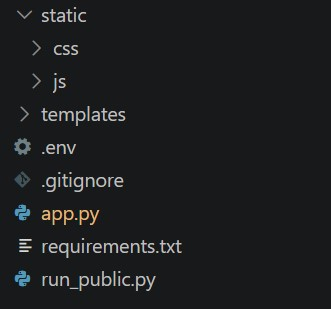 static
css
js
templates
.env
.gitignore
app.py
requirements.txt
run_public.py